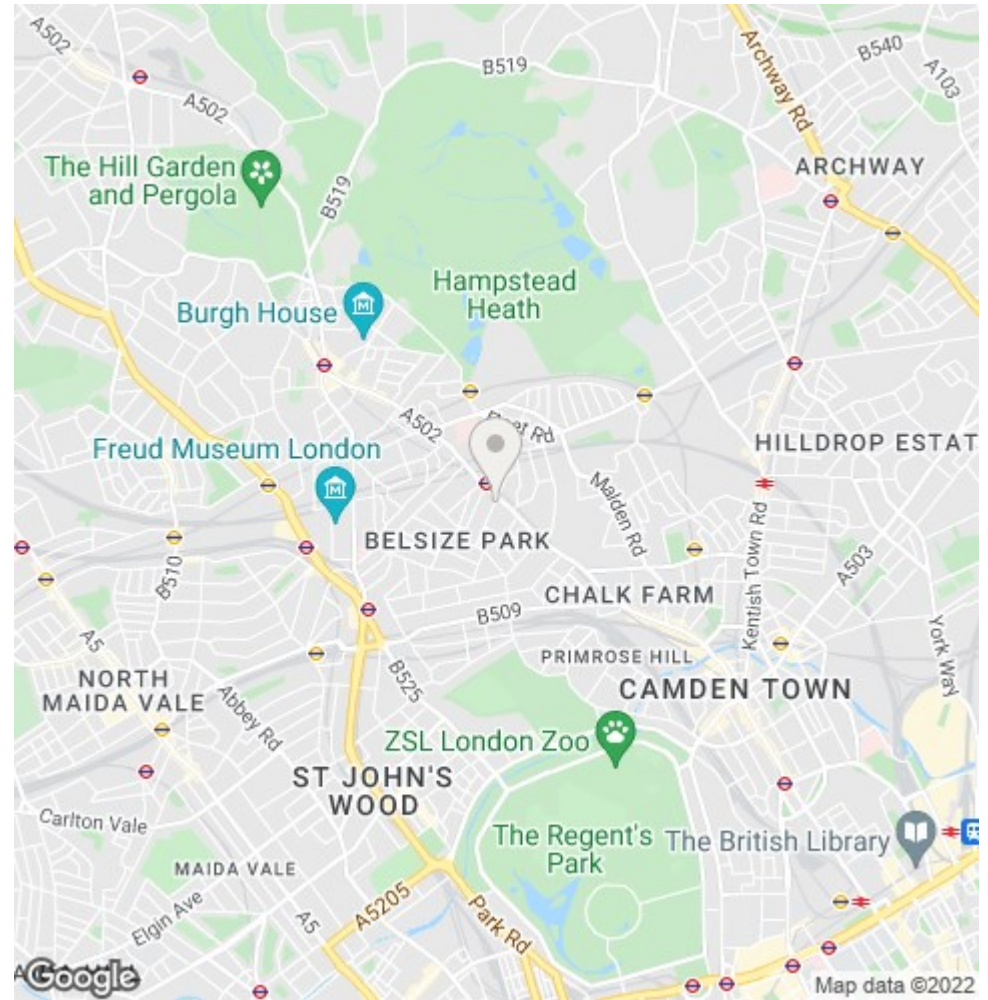 A502
B519
B540
A103
Archway Rd
A502
The Hill Garden
and Pergola
B519
ARCHWAY
Hampstead
Heath
Burgh House
A502
Freud Museum London
HILLDROP ESTAT
Malden Rd
BELSIZE PARK
B510
Kentish Town Rd
A503
CHALK FARM
B509
York Way
A5
PRIMROSE HILL
NORTH
MAIDA VALE
Abbey Rd
B525
CAMDEN TOWN
ZSL London Zoo
ST JOHN'S
WOOD
Carlton Vale
The Regent's
Park
The British Library
MAIDA VALE
Elgin Ave
A5
A5205
Park Rd
Google
Map data ©2022